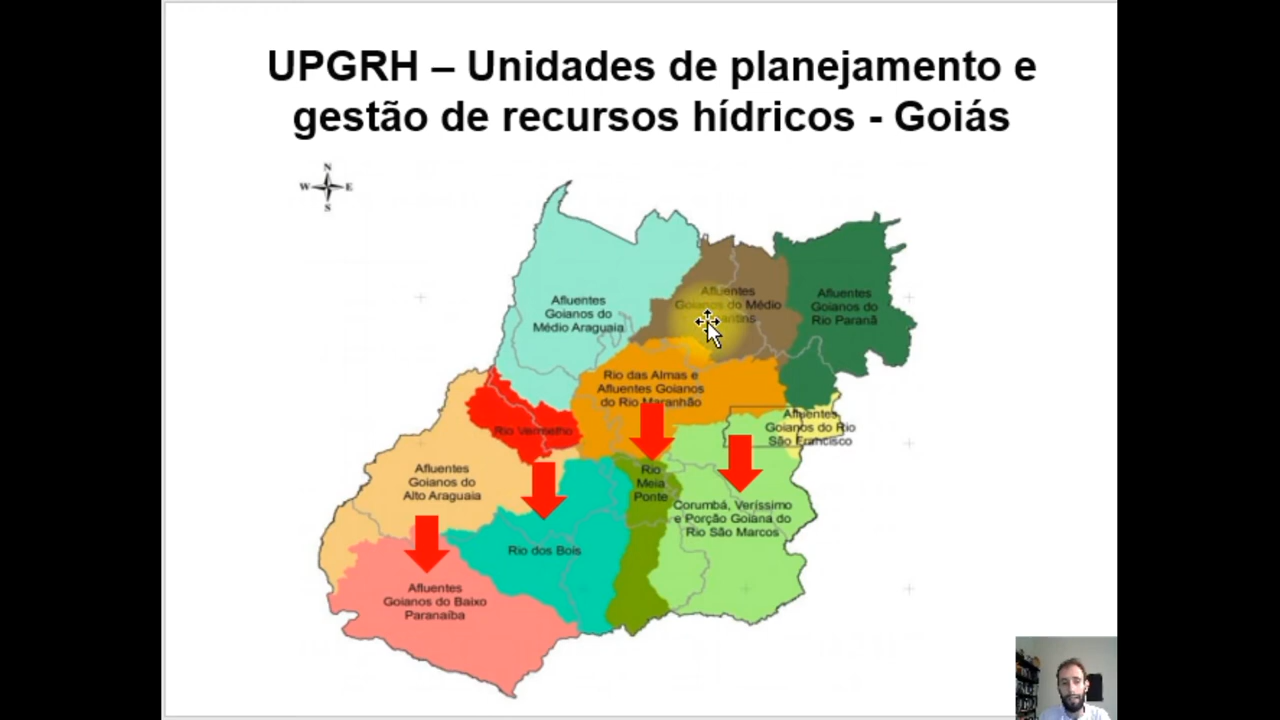 UPGRH – Unidades de planejamento e
gestão de recursos hídricos - Goiás
N
W E
S
Afluentes
Goianos do
Médio Araguaia
Afluentes
Goianos do Médio
Afluentes
Goianos do
Rio Paranã
Rio das Almas e
Afluentes Goianos
do Rio Maranhão
Afluentes
Goianos do Rio
São Francisco
Rio Vermelho
Afluentes
Goianos do
Alto Araguaia
Rio
Meia
Ponte
Corumbá, Veríssimo
e Porção Goiana do
Rio São Marcos
Rio dos Bois
Afluentes
Goianos do Baixo
Paranaíba